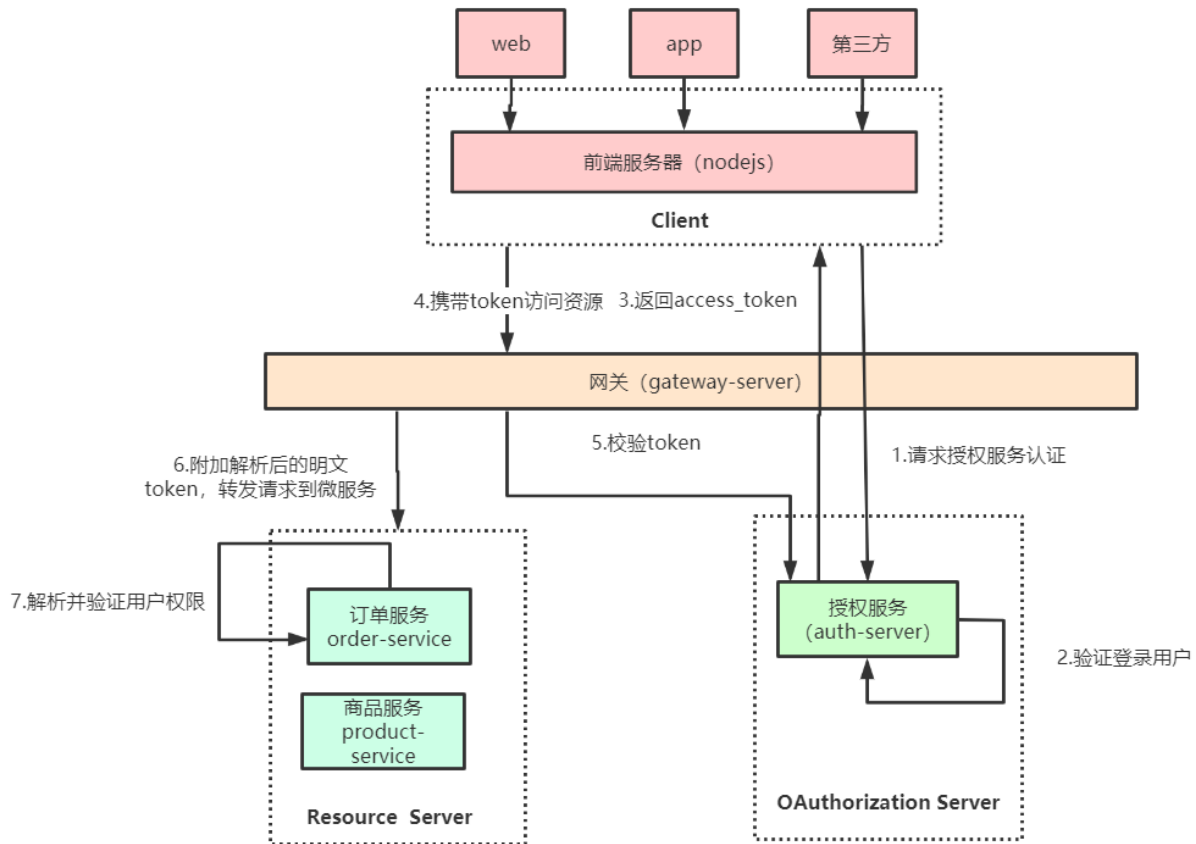 web
app
第三方
前端服务器（nodejs）
Client
4.携带token访问资源
3.返回access_token
网关（gateway-server）
5.校验token
1.请求授权服务认证
6.附加解析后的明文
token，转发请求到微服务
7.解析并验证用户权限
订单服务
order-service
授权服务
（auth-server）
2.验证登录用户
商品服务
product-
service
Resource Server
OAuthorization Server